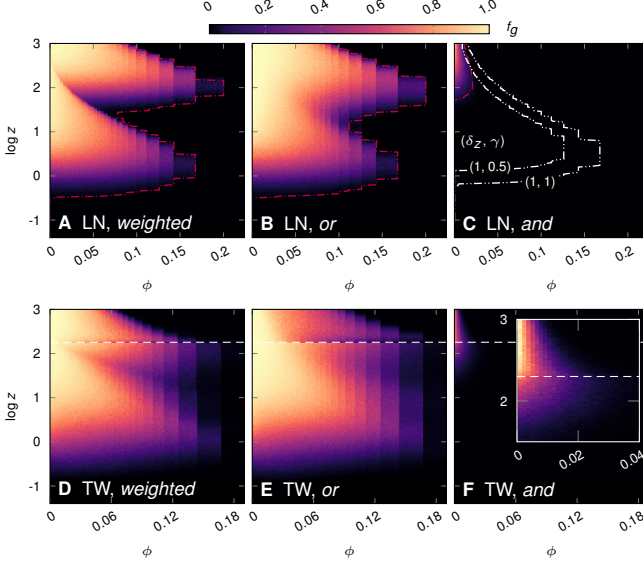 0 0.2 0.4 0.6 0.8 1.0 f_g
3
2
1
0
-1
log z
A LN, weighted
B LN, or
C LN, and
(δ_z, γ)
(1, 0.5)
(1, 1)
0 0.05 0.1 0.15 0.2
0 0.05 0.1 0.15 0.2
0 0.05 0.1 0.15 0.2
ϕ ϕ ϕ
3
2
1
0
-1
log z
D TW, weighted
E TW, or
F TW, and
3
2
0 0.02 0.04
0 0.06 0.12 0.18
0 0.06 0.12 0.18
0 0.06 0.12 0.18
ϕ ϕ ϕ